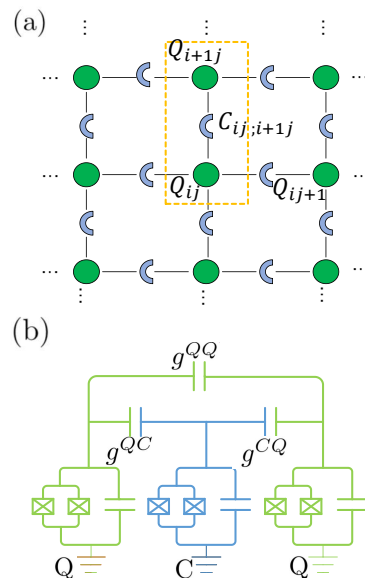 (a)
⋮ ⋮ ⋮
... Q_{i+1j} ...
C_{ij;i+1j}
... Q_{ij} Q_{ij+1} ...
... ...
⋮ ⋮ ⋮
(b)
g^{QQ}
g^{QC} g^{CQ}
Q C Q